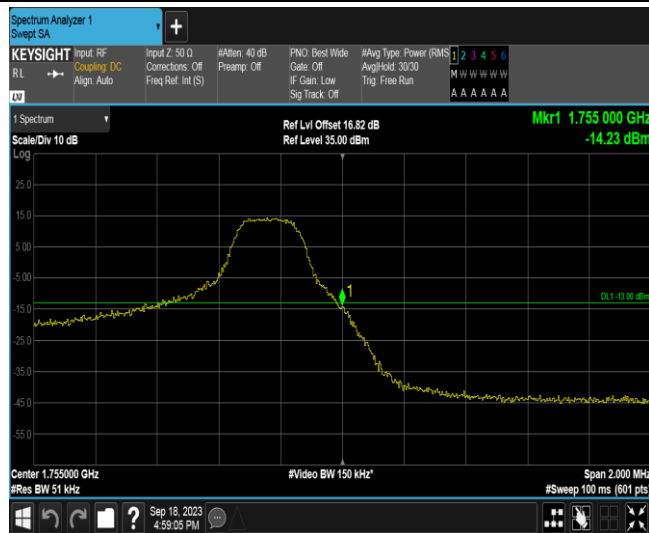 Spectrum Analyzer 1
Swept SA
+
KEYSIGHT
RL
LXI
Input: RF
Coupling: DC
Align: Auto
Input Z: 50 Ω
Corrections: Off
Freq Ref: Int (S)
#Atten: 40 dB
Preamp: Off
PNO: Best Wide
Gate: Off
IF Gain: Low
Sig Track: Off
#Avg Type: Power (RMS
Avg|Hold: 30/30
Trig: Free Run
1 2 3 4 5 6
M W W W W W
A A A A A A
1 Spectrum
Scale/Div 10 dB
Log
Ref Lvl Offset 16.82 dB
Ref Level 35.00 dBm
Mkr1 1.755 000 GHz
-14.23 dBm
25.0
15.0
5.00
-5.00
1
DL1 -13.00 dBm
-15.0
-25.0
-35.0
-45.0
-55.0
Center 1.755000 GHz
#Res BW 51 kHz
#Video BW 150 kHz*
Span 2.000 MHz
#Sweep 100 ms (601 pts)
?
Sep 18, 2023
4:59:05 PM